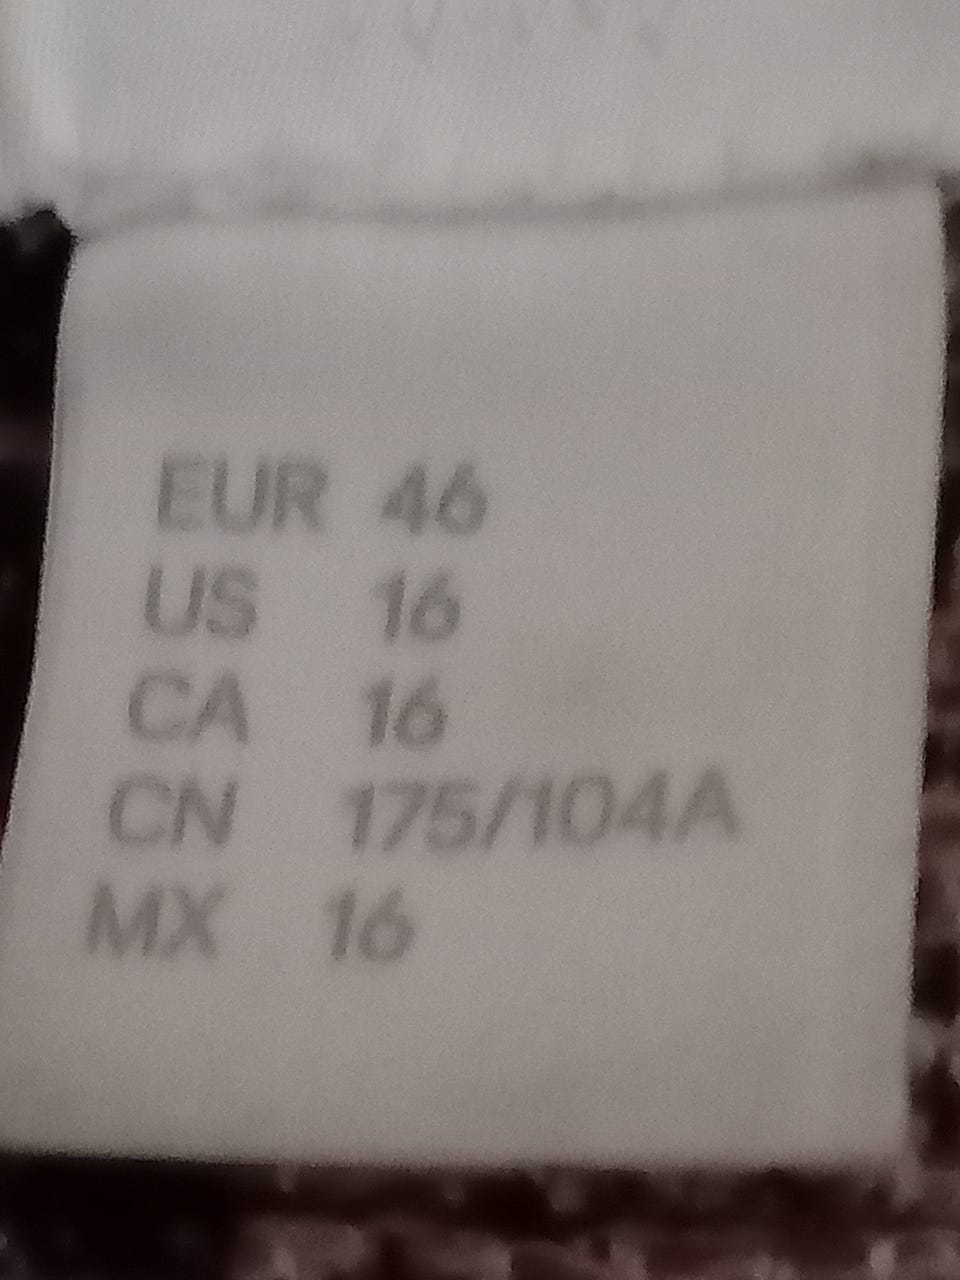 EUR 46
US 16
CA 16
CN 175/104A
MX 16